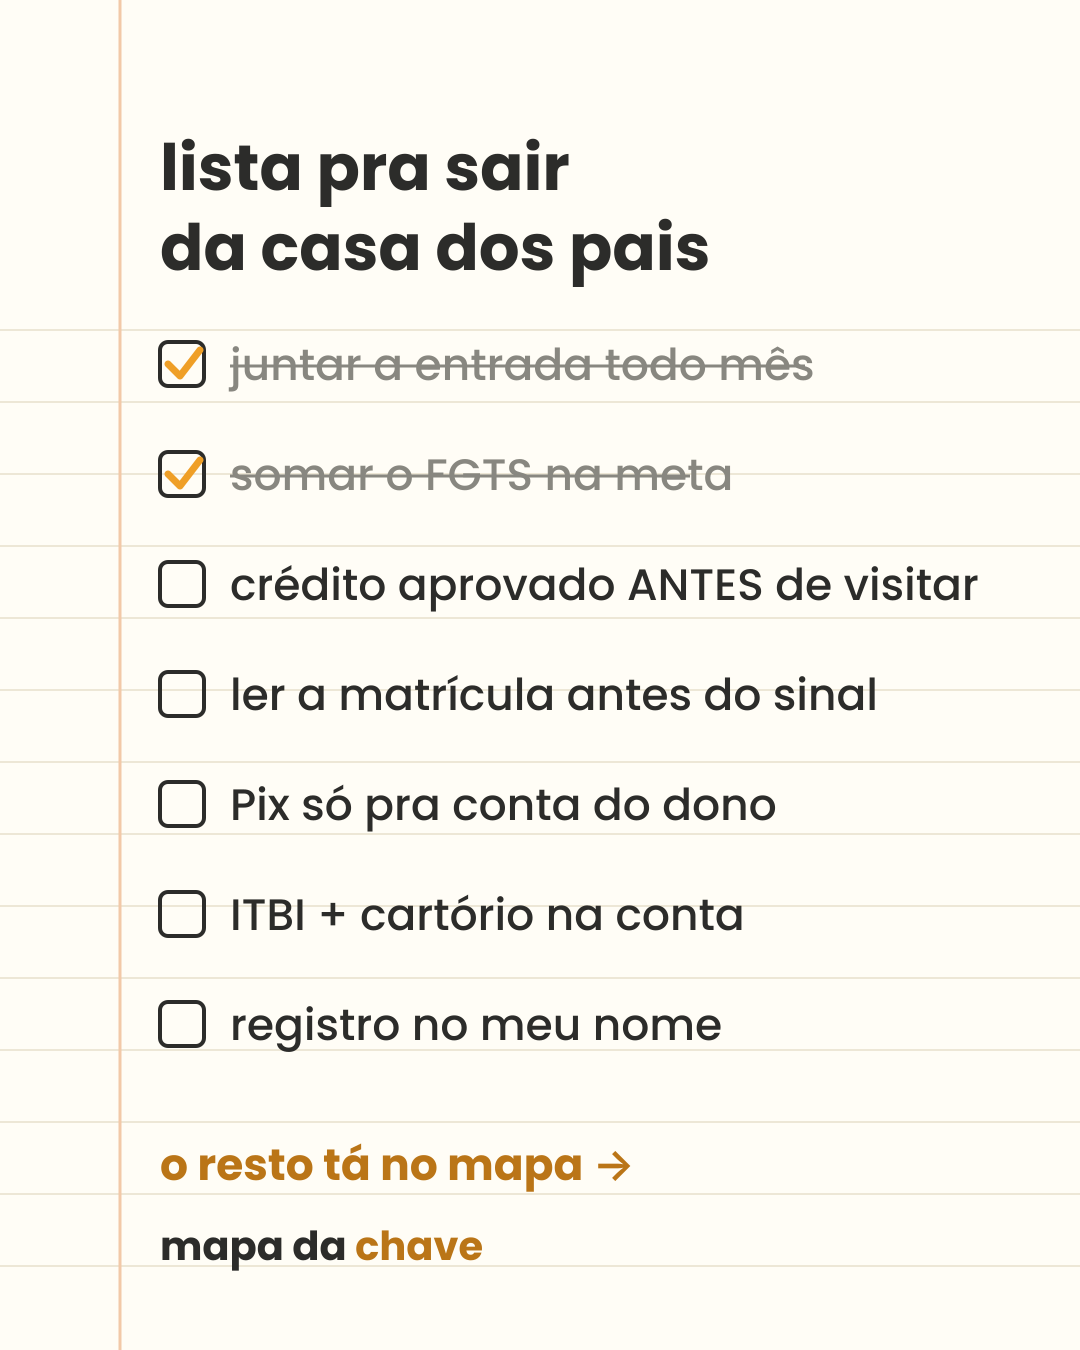 lista pra sair
da casa dos pais
juntar a entrada todo mês
somar o FGTS na meta
crédito aprovado ANTES de visitar
ler a matrícula antes do sinal
Pix só pra conta do dono
ITBI + cartório na conta
registro no meu nome
o resto tá no mapa →
mapa da chave